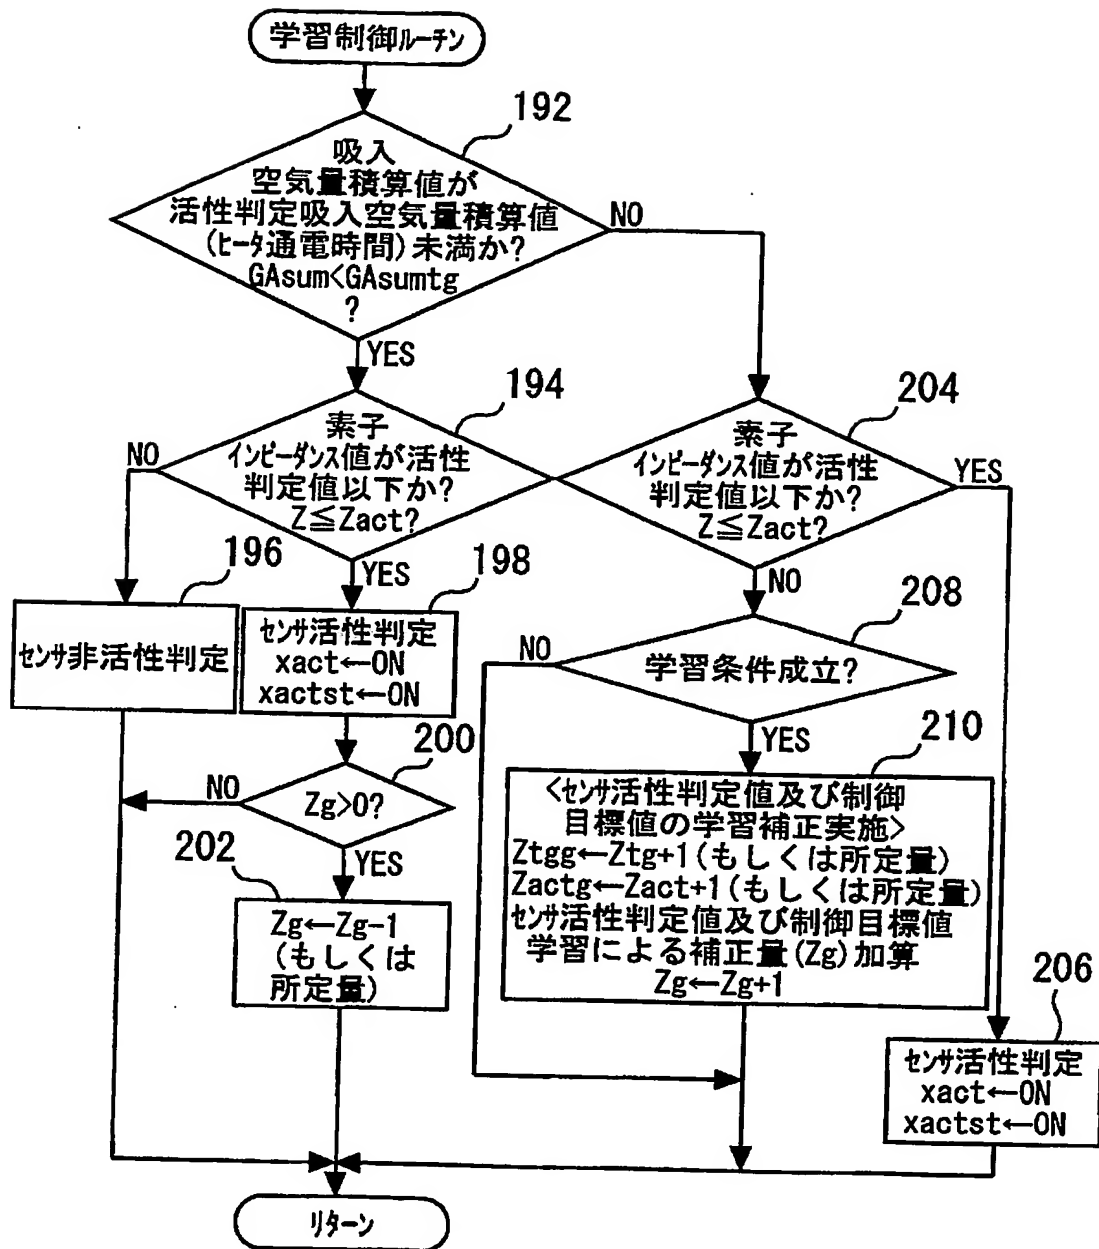 学習制御ルーチン
192
吸入
空気量積算値が
活性判定吸入空気量積算値
(ヒータ通電時間)未満か?
GAsum<GAsumtg
?
NO
YES
194
素子
インピーダンス値が活性
判定値以下か?
Z≦Zact?
NO
YES
204
素子
インピーダンス値が活性
判定値以下か?
Z≦Zact?
YES
NO
196
センサ非活性判定
198
センサ活性判定
xact←ON
xactst←ON
208
学習条件成立?
NO
YES
200
Zg>0?
NO
YES
202
Zg←Zg-1
(もしくは
所定量)
210
<センサ活性判定値及び制御
目標値の学習補正実施>
Ztgg←Ztg+1(もしくは所定量)
Zactg←Zact+1(もしくは所定量)
センサ活性判定値及び制御目標値
学習による補正量(Zg)加算
Zg←Zg+1
206
センサ活性判定
xact←ON
xactst←ON
リターン